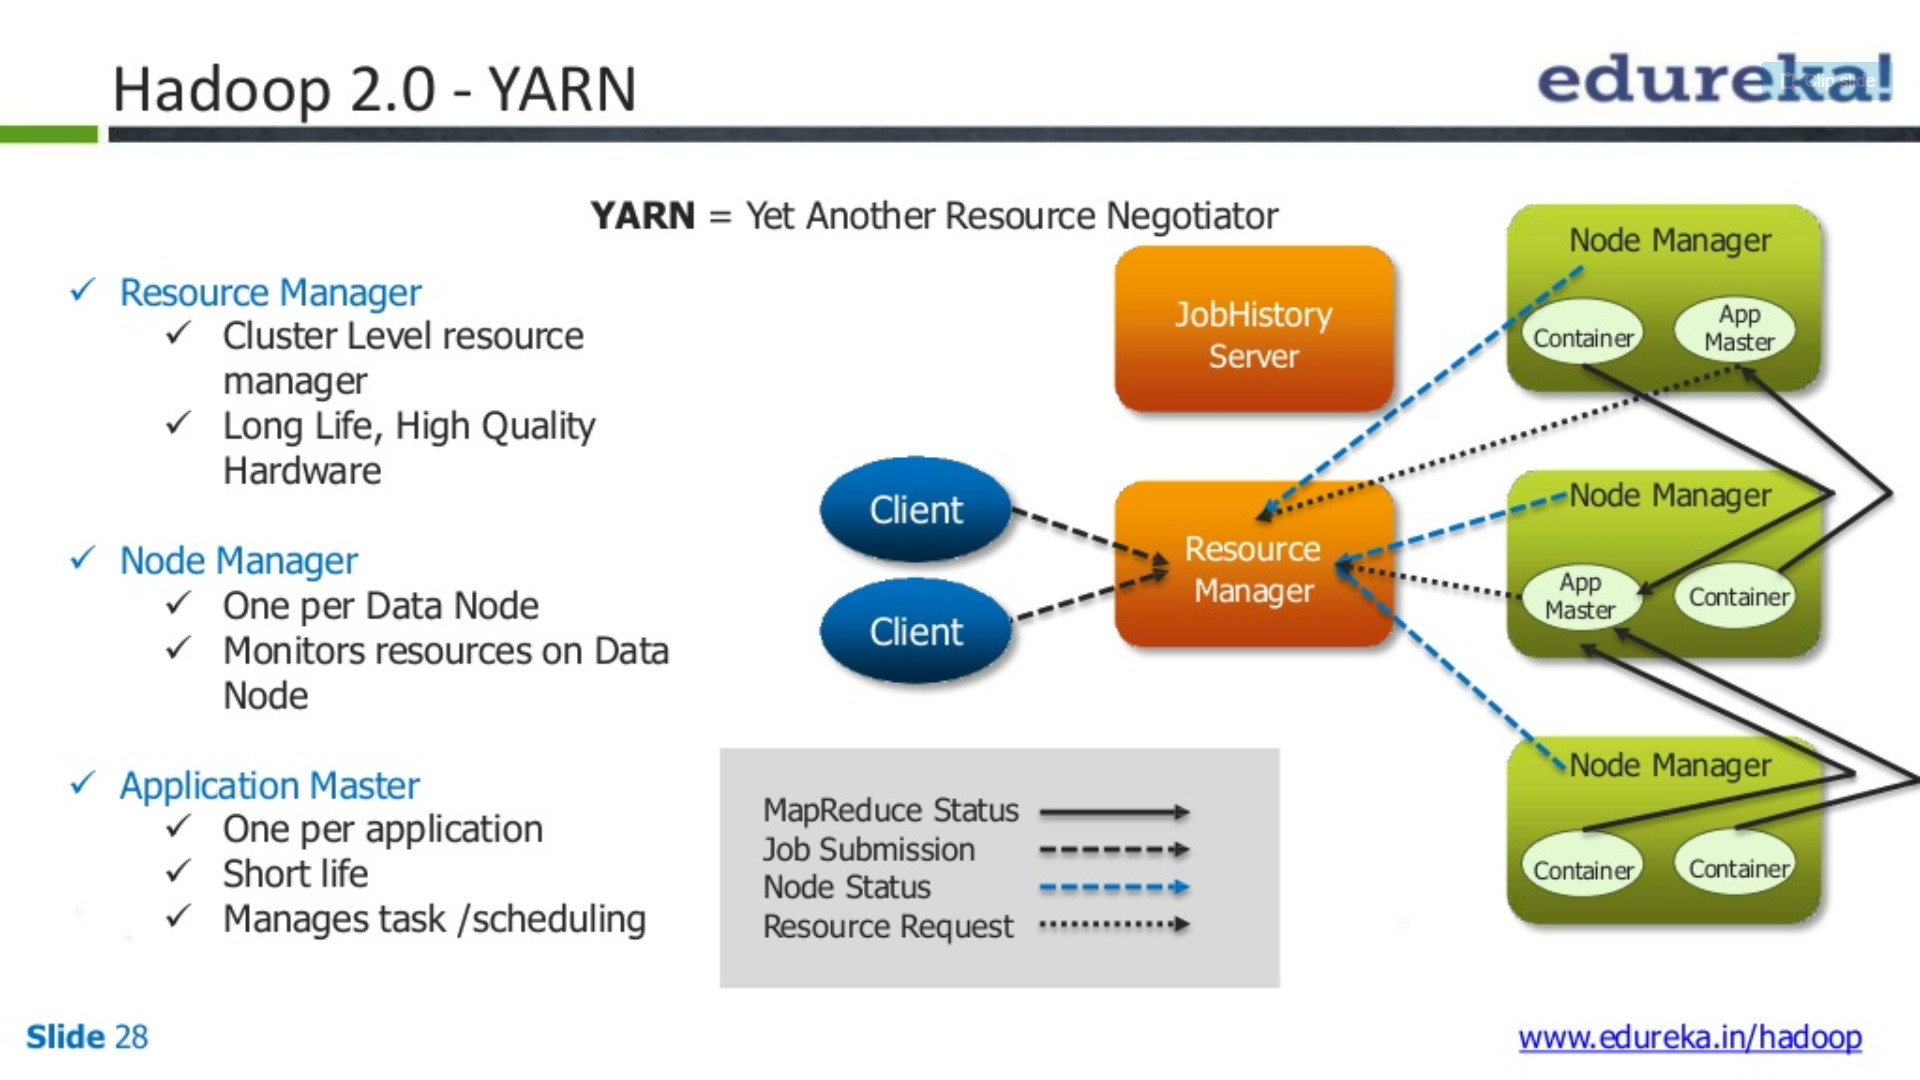 Hadoop 2.0 - YARN
edureka!
Clip slide
YARN = Yet Another Resource Negotiator
✓ Resource Manager
✓ Cluster Level resource
manager
✓ Long Life, High Quality
Hardware
✓ Node Manager
✓ One per Data Node
✓ Monitors resources on Data
Node
✓ Application Master
✓ One per application
✓ Short life
✓ Manages task /scheduling
JobHistory
Server
Client
Client
Resource
Manager
Node Manager
Container
App
Master
Node Manager
App
Master
Container
Node Manager
Container
Container
MapReduce Status
Job Submission
Node Status
Resource Request
Slide 28
www.edureka.in/hadoop